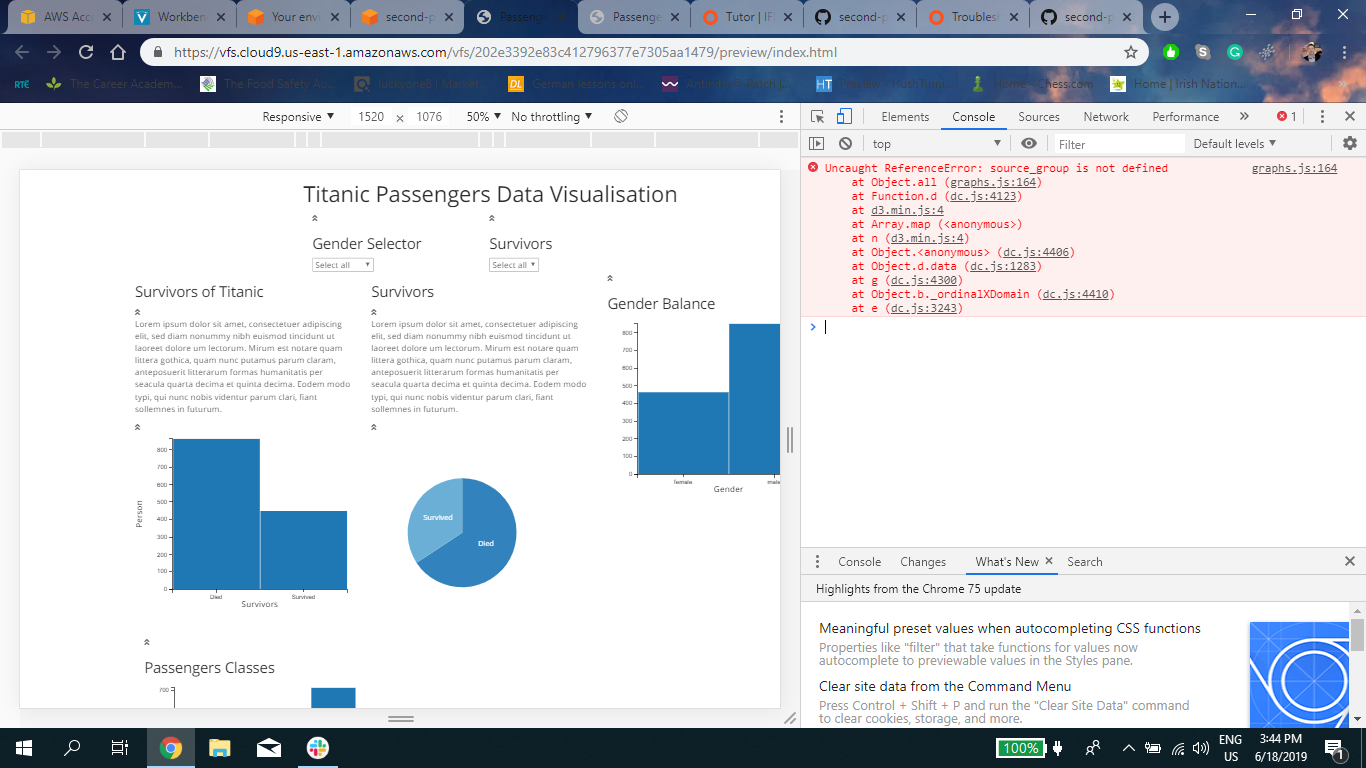 AWS Acc
Workben
Your envi
second-p
Passenge
Passenge
Tutor | IF
second-p
Troublesh
second-p
https://vfs.cloud9.us-east-1.amazonaws.com/vfs/202e3392e83c412796377e7305aa1479/preview/index.html
RTÉ
The Career Academ...
The Food Safety Au...
luckyone8 | Market...
DL
German lessons onl...
HT
Home - Chess.com
Home | Irish Nation...
Responsive ▼ 1520 × 1076 50% ▼ No throttling ▼
Elements Console Sources Network Performance » 1
top ▼ Filter Default levels ▼
Titanic Passengers Data Visualisation
Gender Selector
Select all
Survivors
Select all
Survivors of Titanic
Lorem ipsum dolor sit amet, consectetuer adipiscing
elit, sed diam nonummy nibh euismod tincidunt ut
laoreet dolore um lectorum. Mirum est notare quam
littera gothica, quam nunc putamus parum claram,
anteposuerit litterarum formas humanitatis per
seacula quarta decima et quinta decima. Eodem modo
typi, qui nunc nobis videntur parum clari, fiant
sollemnes in futurum.
Survivors
Lorem ipsum dolor sit amet, consectetuer adipiscing
elit, sed diam nonummy nibh euismod tincidunt ut
laoreet dolore um lectorum. Mirum est notare quam
littera gothica, quam nunc putamus parum claram,
anteposuerit litterarum formas humanitatis per
seacula quarta decima et quinta decima. Eodem modo
typi, qui nunc nobis videntur parum clari, fiant
sollemnes in futurum.
Gender Balance
800
700
600
500
400
300
200
100
0
female male
Gender
Person
800
700
600
500
400
300
200
100
0
Died Survived
Survivors
Survived
Died
Passengers Classes
700
Uncaught ReferenceError: source_group is not defined graphs.js:164
at Object.all (graphs.js:164)
at Function.d (dc.js:4123)
at d3.min.js:4
at Array.map (<anonymous>)
at n (d3.min.js:4)
at Object.<anonymous> (dc.js:4406)
at Object.d.data (dc.js:1283)
at g (dc.js:4300)
at Object.b._ordinalXDomain (dc.js:4410)
at e (dc.js:3243)
Console Changes What's New × Search
Highlights from the Chrome 75 update
Meaningful preset values when autocompleting CSS functions
Properties like "filter" that take functions for values now
autocomplete to previewable values in the Styles pane.
Clear site data from the Command Menu
Press Control + Shift + P and run the "Clear Site Data" command
to clear cookies, storage, and more.
100%
ENG
US
3:44 PM
6/18/2019
1